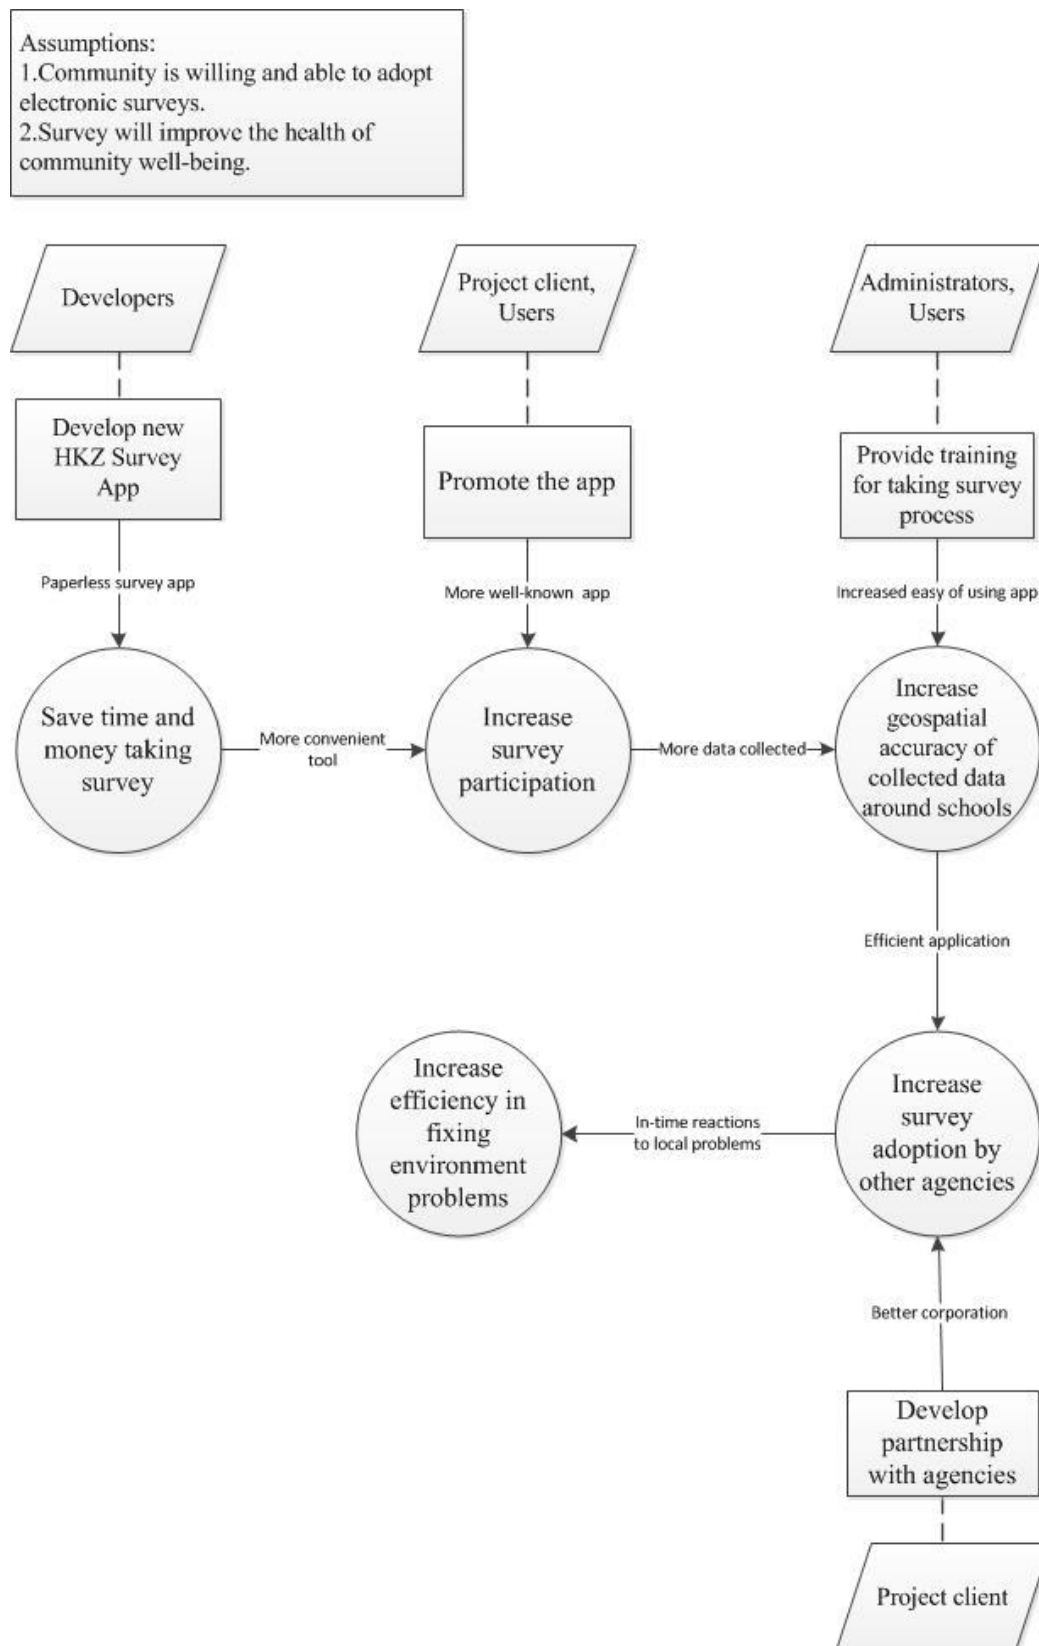 Assumptions:
1.Community is willing and able to adopt
electronic surveys.
2.Survey will improve the health of
community well-being.
Developers
Project client,
Users
Administrators,
Users
Develop new
HKZ Survey
App
Promote the app
Provide training
for taking survey
process
Paperless survey app
More well-known app
Increased easy of using app
Save time and
money taking
survey
More convenient
tool
Increase
survey
participation
More data collected
Increase
geospatial
accuracy of
collected data
around schools
Efficient application
Increase
efficiency in
fixing
environment
problems
In-time reactions
to local problems
Increase
survey
adoption by
other agencies
Better corporation
Develop
partnership
with agencies
Project client